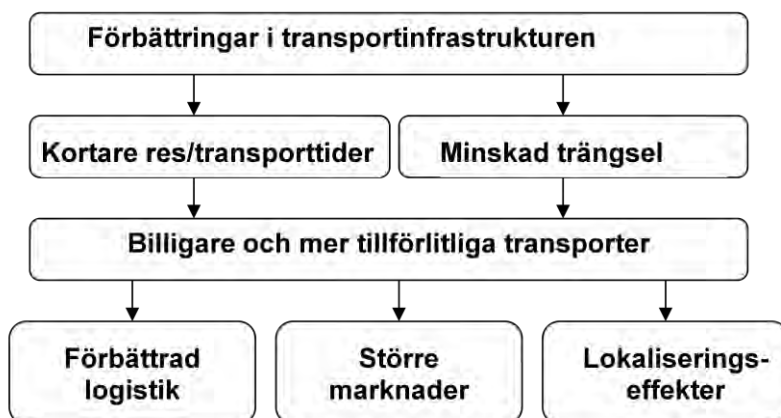 Förbättringar i transportinfrastrukturen
Kortare res/transporttider
Minskad trängsel
Billigare och mer tillförlitliga transporter
Förbättrad
logistik
Större
marknader
Lokaliserings-
effekter